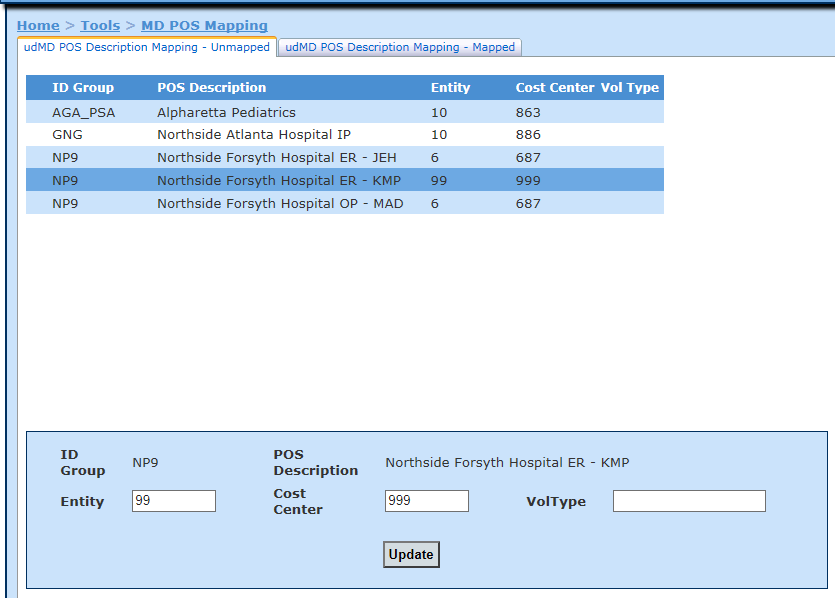 Home > Tools > MD POS Mapping
udMD POS Description Mapping - Unmapped udMD POS Description Mapping - Mapped
ID Group POS Description Entity Cost Center Vol Type
AGA_PSA Alpharetta Pediatrics 10 863
GNG Northside Atlanta Hospital IP 10 886
NP9 Northside Forsyth Hospital ER - JEH 6 687
NP9 Northside Forsyth Hospital ER - KMP 99 999
NP9 Northside Forsyth Hospital OP - MAD 6 687
ID Group NP9 POS Description Northside Forsyth Hospital ER - KMP
Entity 99 Cost Center 999 VolType
Update